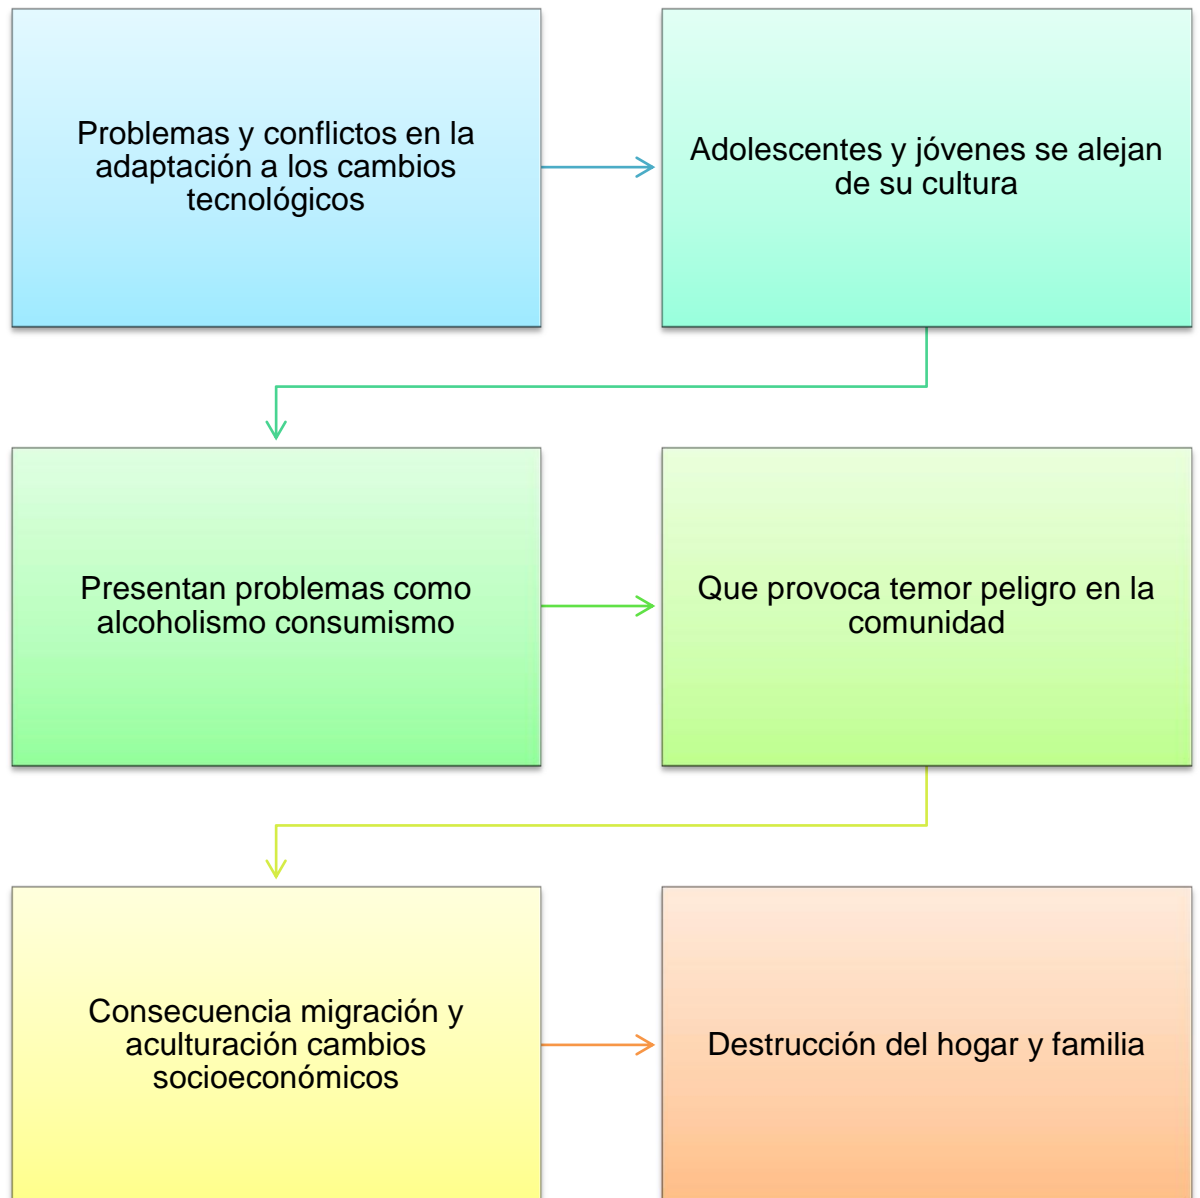 Problemas y conflictos en la
adaptación a los cambios
tecnológicos
Adolescentes y jóvenes se alejan
de su cultura
Presentan problemas como
alcoholismo consumismo
Que provoca temor peligro en la
comunidad
Consecuencia migración y
aculturación cambios
socioeconómicos
Destrucción del hogar y familia